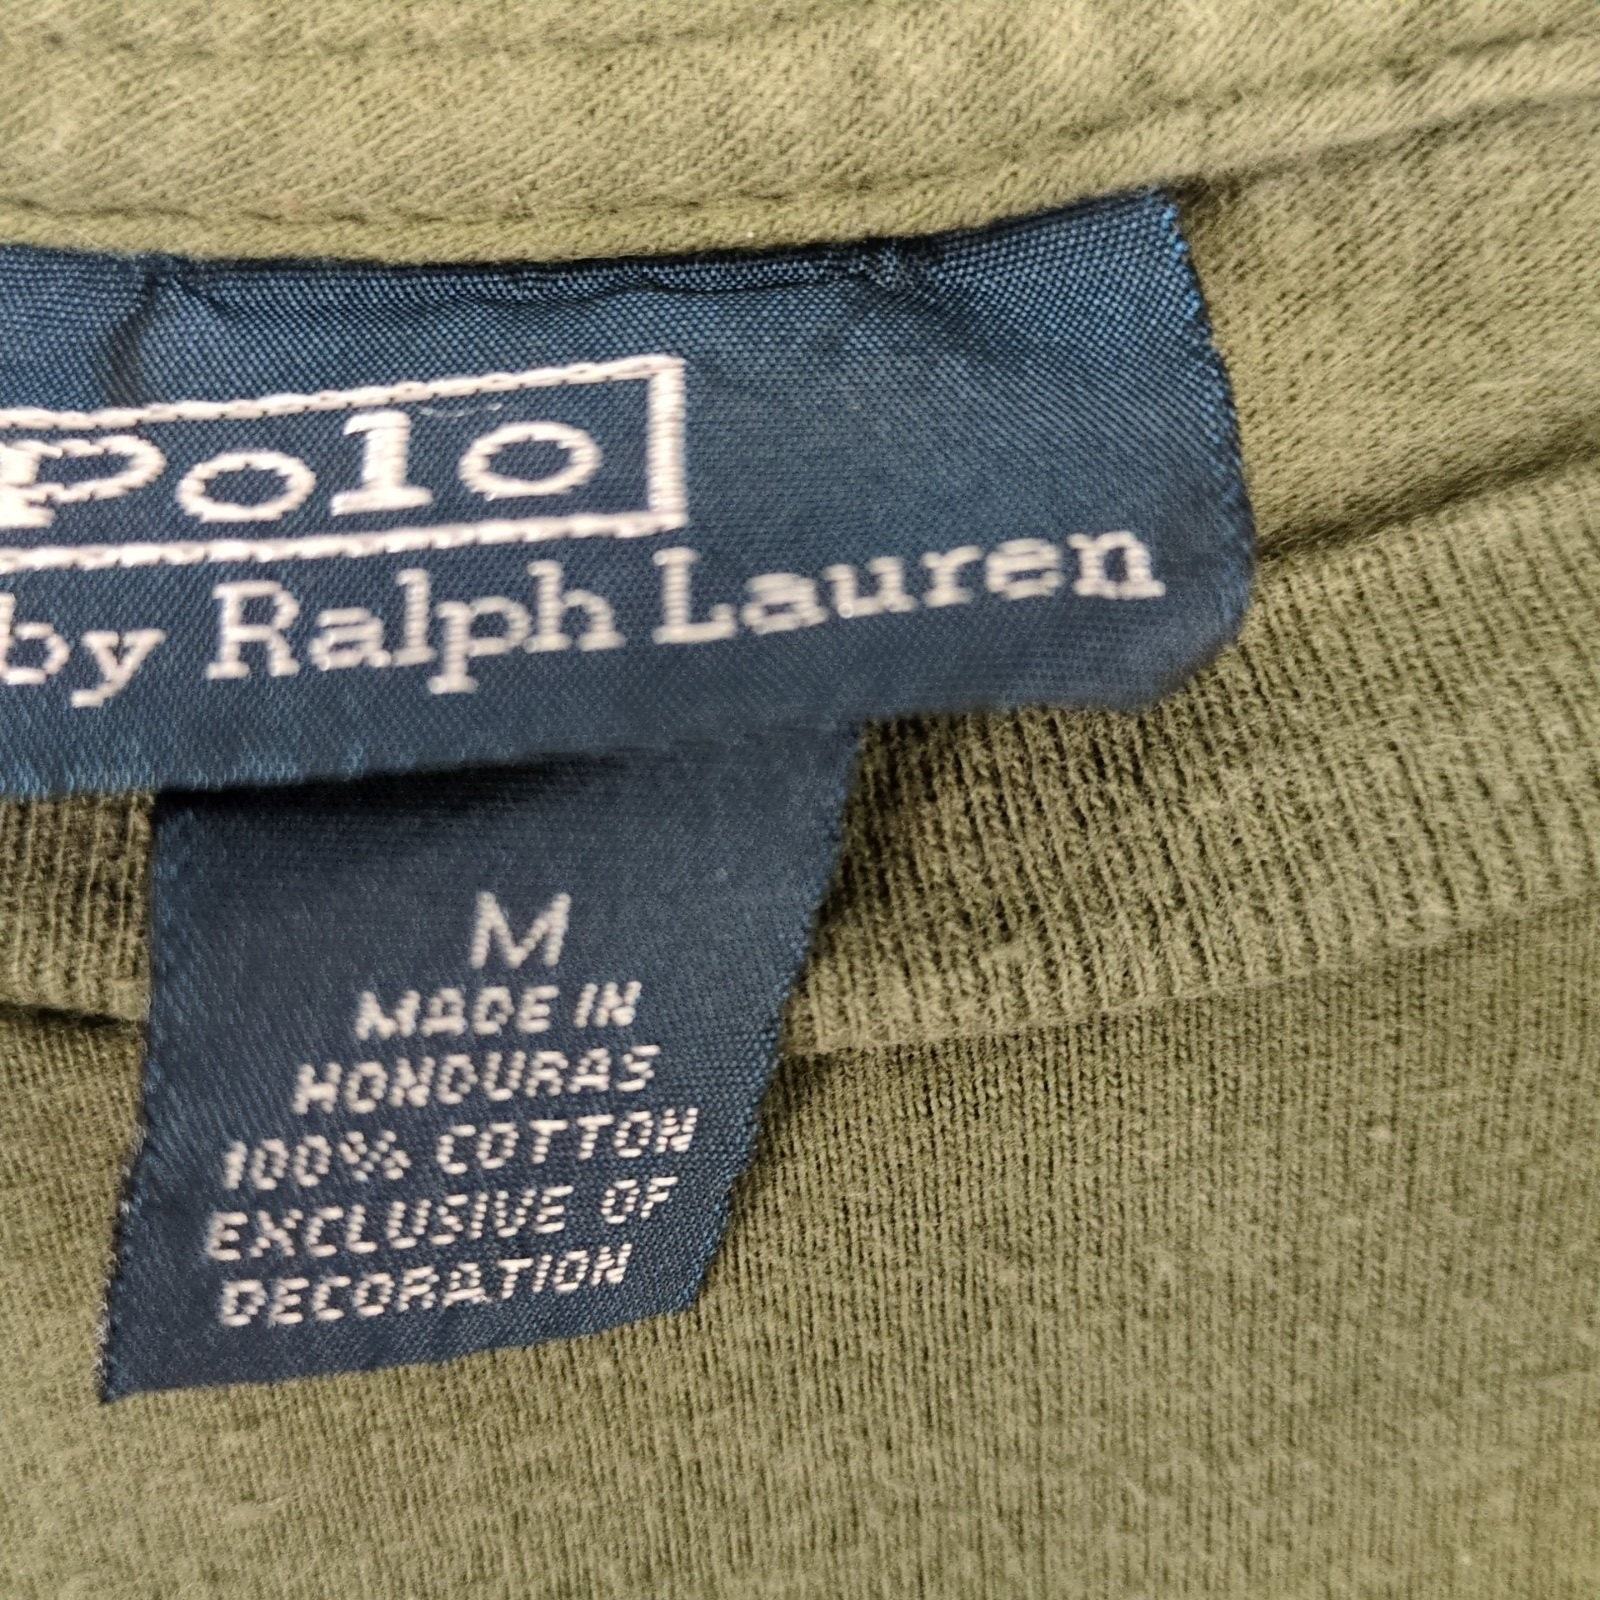 Polo
by Ralph Lauren
M
MADE IN
HONDURAS
100% COTTON
EXCLUSIVE OF
DECORATION